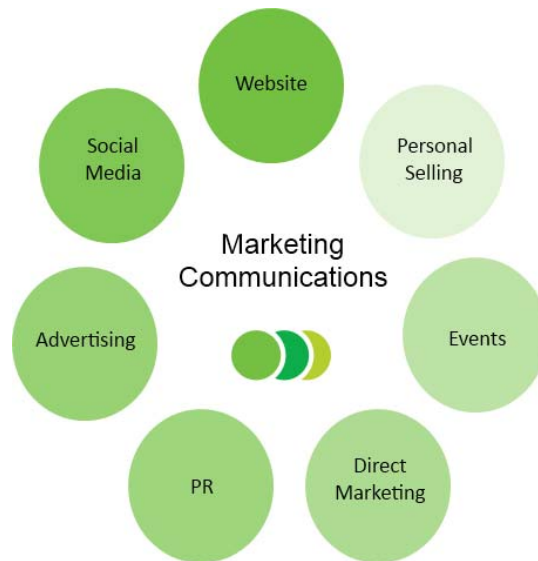 Website
Social
Media
Personal
Selling
Marketing
Communications
Advertising
Events
PR
Direct
Marketing